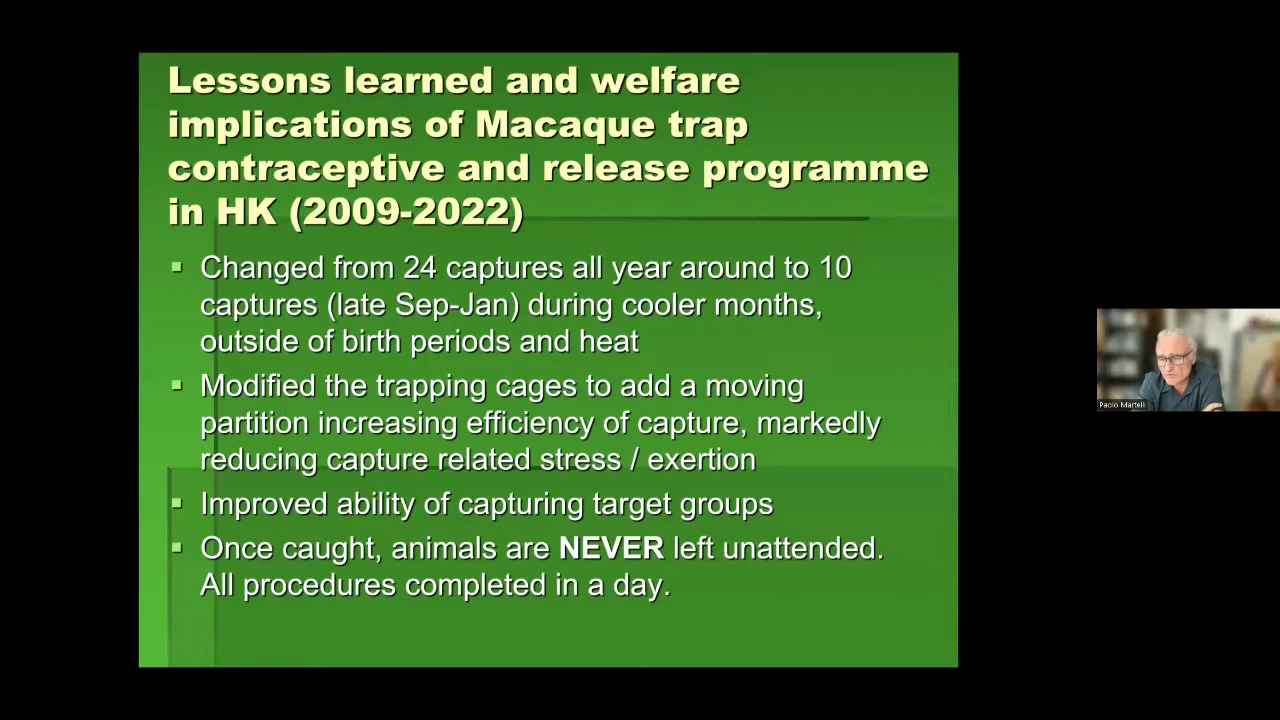 Lessons learned and welfare
implications of Macaque trap
contraceptive and release programme
in HK (2009-2022)
▪ Changed from 24 captures all year around to 10
captures (late Sep-Jan) during cooler months,
outside of birth periods and heat
▪ Modified the trapping cages to add a moving
partition increasing efficiency of capture, markedly
reducing capture related stress / exertion
▪ Improved ability of capturing target groups
▪ Once caught, animals are NEVER left unattended.
All procedures completed in a day.
Paolo Martelli